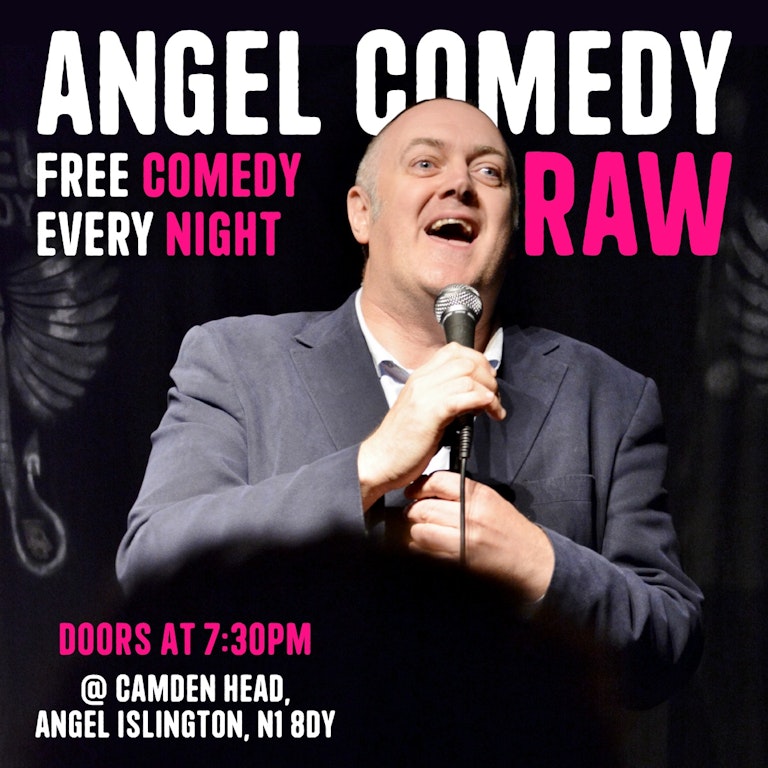 ANGEL COMEDY
RAW
FREE COMEDY
EVERY NIGHT
DOORS AT 7:30PM
@ CAMDEN HEAD,
ANGEL ISLINGTON, N1 8DY